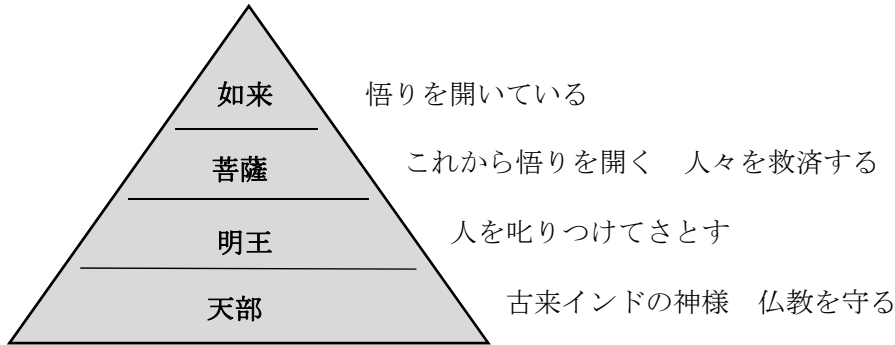 如来 悟りを開いている
菩薩 これから悟りを開く　人々を救済する
明王 人を叱りつけてさとす
天部 古来インドの神様　仏教を守る